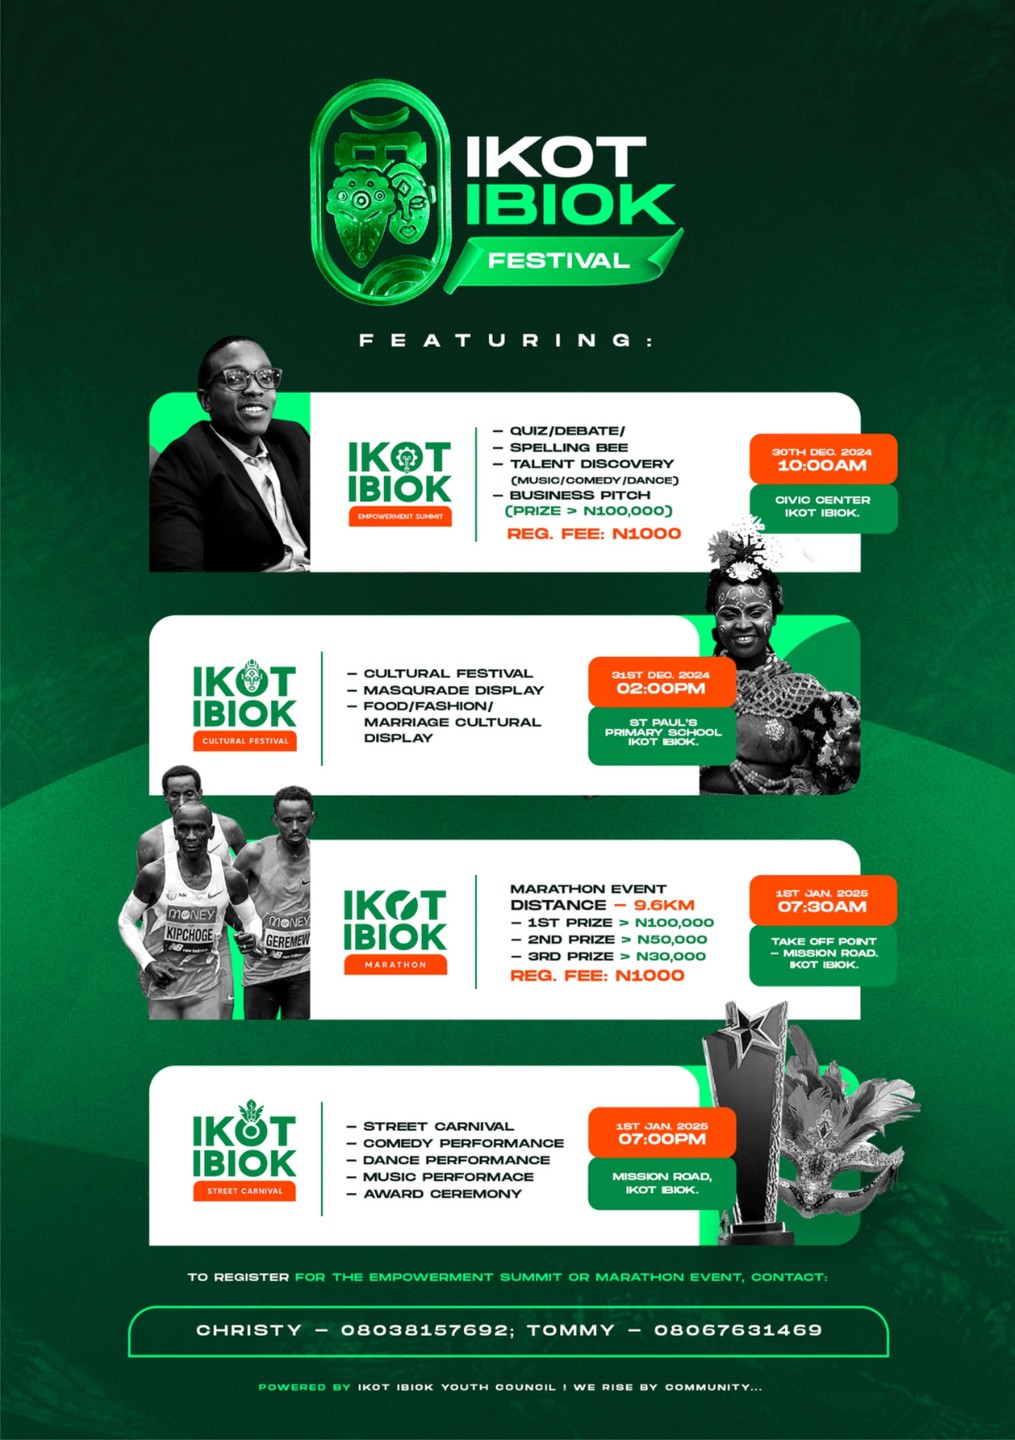 IKOT
IBIOK
FESTIVAL
FEATURING:
IKOT
IBIOK
EMPOWERMENT SUMMIT
– QUIZ/DEBATE/
– SPELLING BEE
– TALENT DISCOVERY
(MUSIC/COMEDY/DANCE)
– BUSINESS PITCH
(PRIZE > N100,000)
REG. FEE: N1000
30TH DEC. 2024
10:00AM
CIVIC CENTER
IKOT IBIOK.
IKOT
IBIOK
CULTURAL FESTIVAL
– CULTURAL FESTIVAL
– MASQURADE DISPLAY
– FOOD/FASHION/
MARRIAGE CULTURAL
DISPLAY
31ST DEC. 2024
02:00PM
ST PAUL'S
PRIMARY SCHOOL
IKOT IBIOK.
MONEY
KIPCHOGE
MONEY
GEREMEW
IKOT
IBIOK
MARATHON
MARATHON EVENT
DISTANCE – 9.6KM
– 1ST PRIZE > N100,000
– 2ND PRIZE > N50,000
– 3RD PRIZE > N30,000
REG. FEE: N1000
1ST JAN. 2025
07:30AM
TAKE OFF POINT
– MISSION ROAD.
IKOT IBIOK.
IKOT
IBIOK
STREET CARNIVAL
– STREET CARNIVAL
– COMEDY PERFORMANCE
– DANCE PERFORMANCE
– MUSIC PERFORMACE
– AWARD CEREMONY
1ST JAN. 2025
07:00PM
MISSION ROAD,
IKOT IBIOK.
TO REGISTER FOR THE EMPOWERMENT SUMMIT OR MARATHON EVENT, CONTACT:
CHRISTY – 08038157692; TOMMY – 08067631469
POWERED BY IKOT IBIOK YOUTH COUNCIL ! WE RISE BY COMMUNITY...